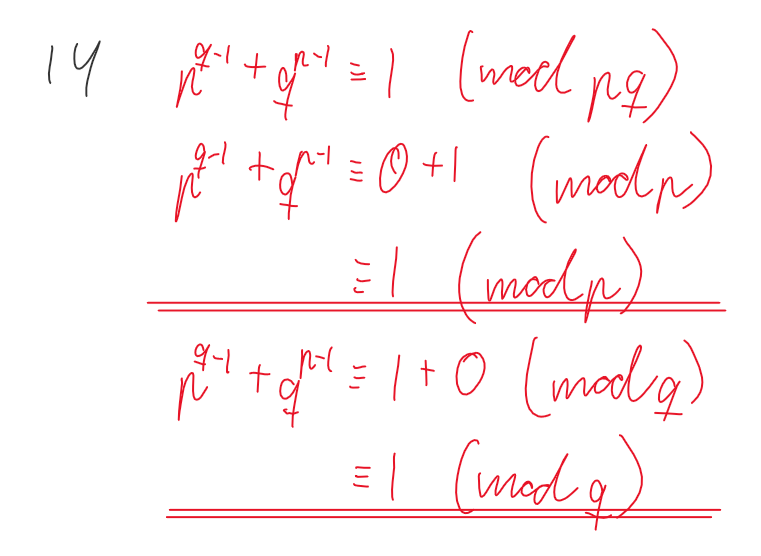 14 p^{q-1} + q^{p-1} ≡ 1 (mod pq)
p^{q-1} + q^{p-1} ≡ 0 + 1 (mod p)
≡ 1 (mod p)
p^{q-1} + q^{p-1} ≡ 1 + 0 (mod q)
≡ 1 (mod q)